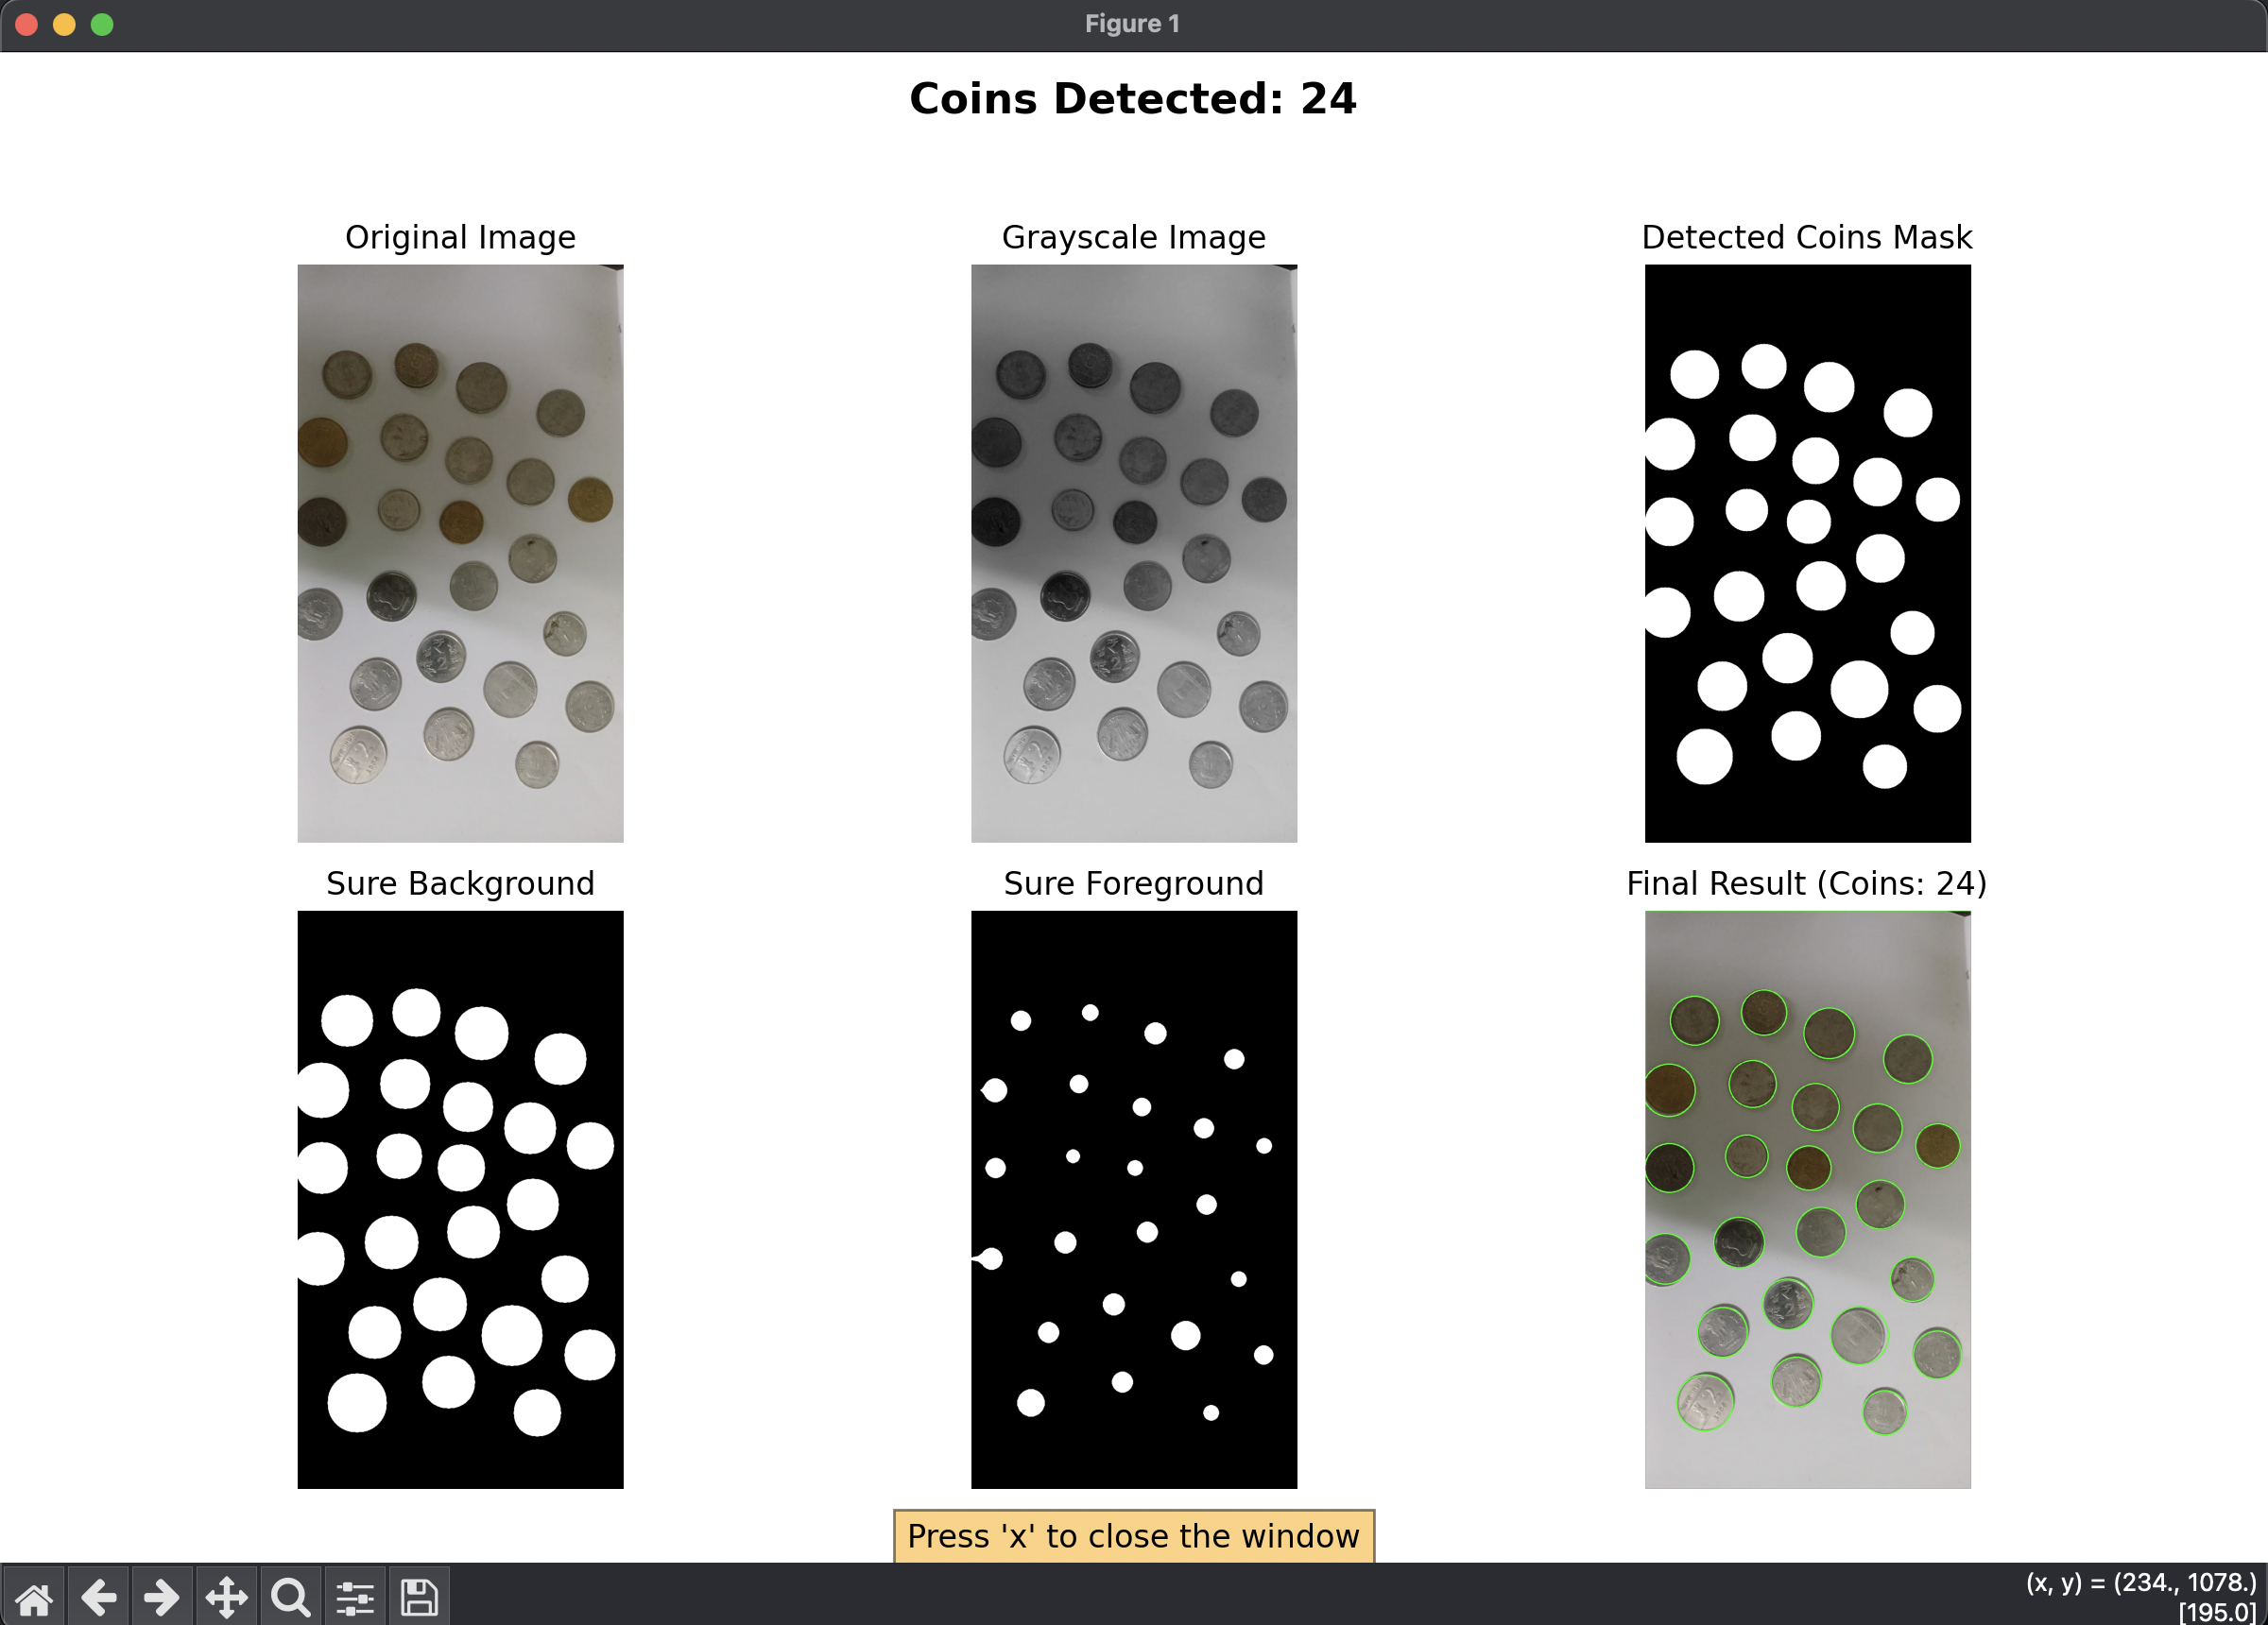 Figure 1
Coins Detected: 24
Original Image
Grayscale Image
Detected Coins Mask
Sure Background
Sure Foreground
Final Result (Coins: 24)
Press 'x' to close the window
(x, y) = (234., 1078.)
[195.0]